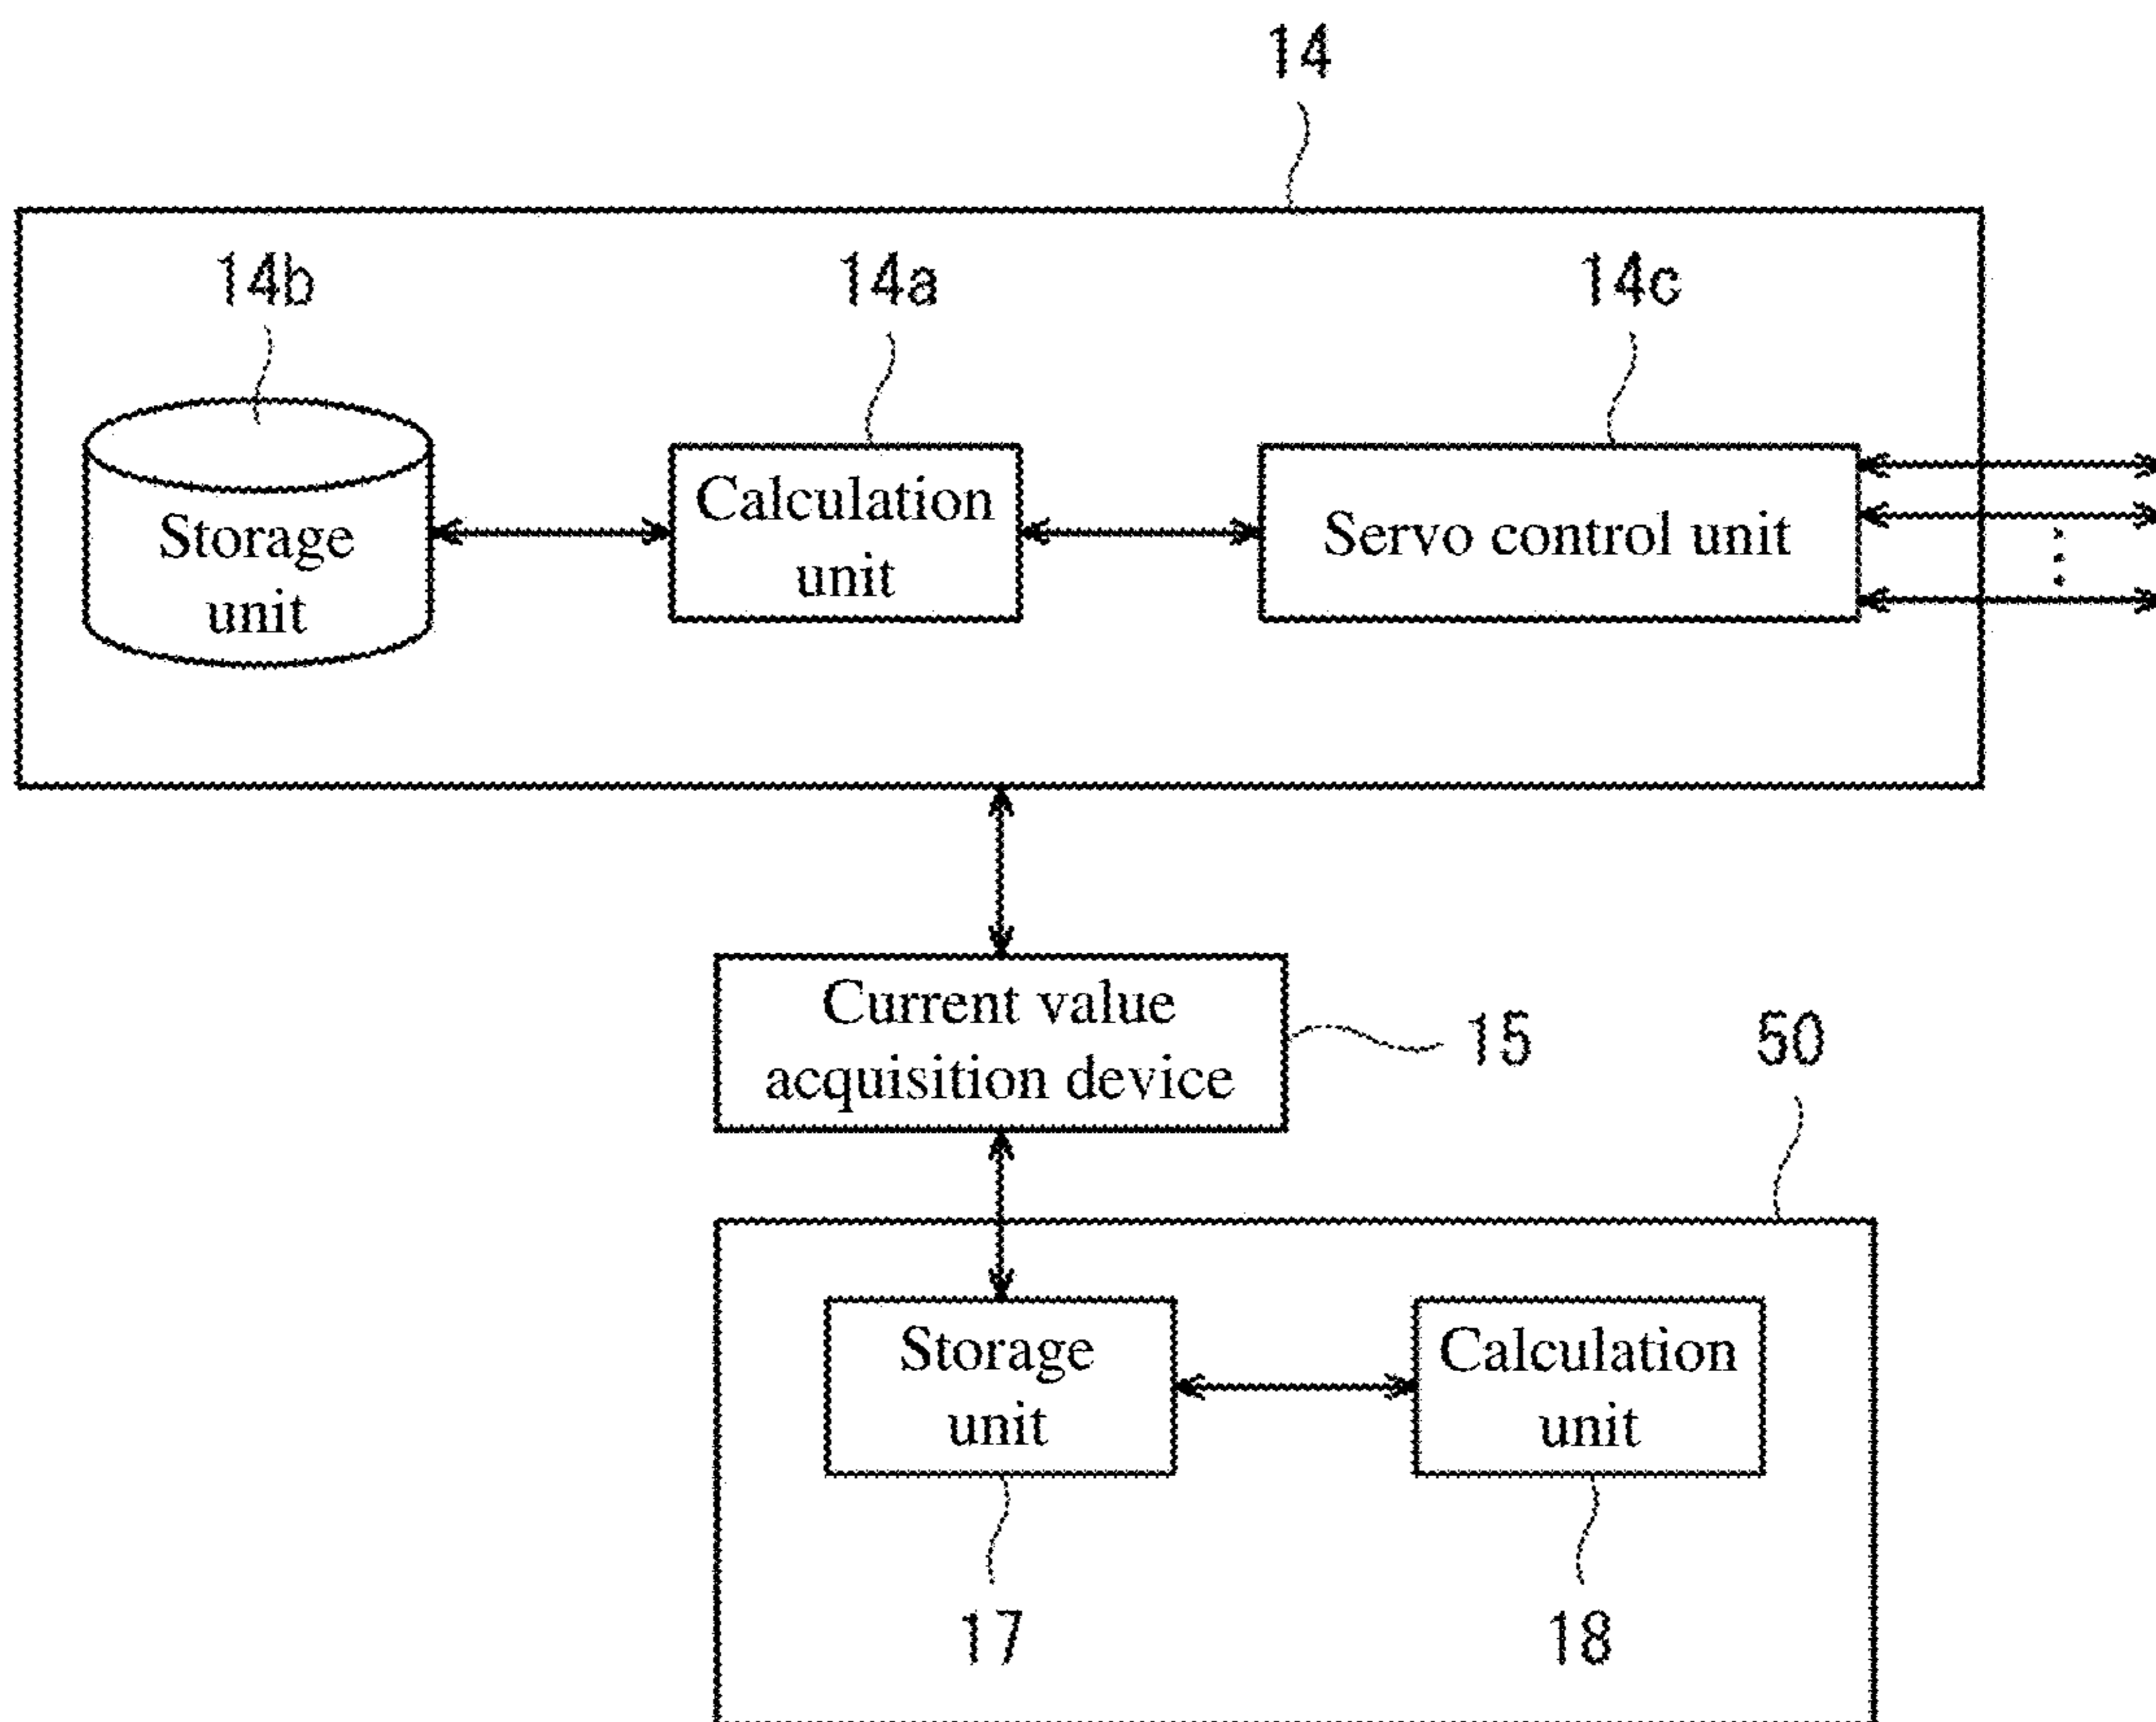 14
14b
14a
14c
Storage
unit
Calculation
unit
Servo control unit
Current value
acquisition device
15
50
Storage
unit
Calculation
unit
17
18